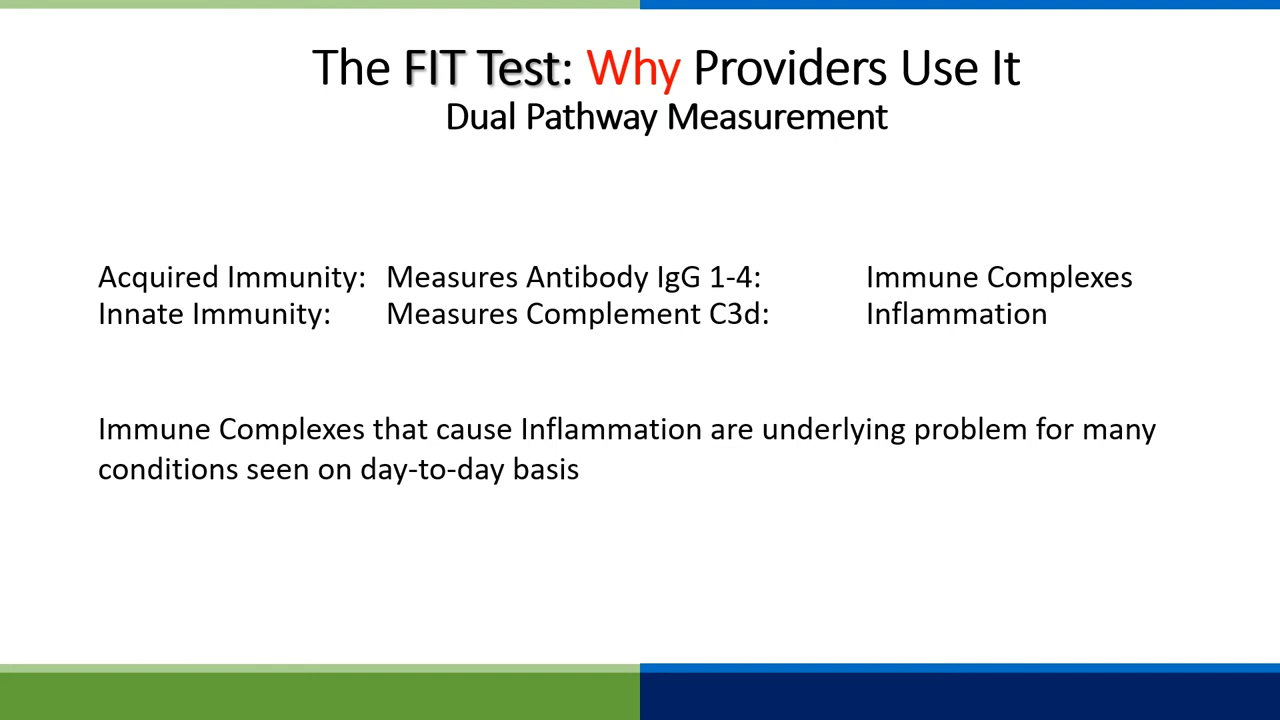 The FIT Test: Why Providers Use It
Dual Pathway Measurement
Acquired Immunity: Measures Antibody IgG 1-4: Immune Complexes
Innate Immunity: Measures Complement C3d: Inflammation
Immune Complexes that cause Inflammation are underlying problem for many
conditions seen on day-to-day basis